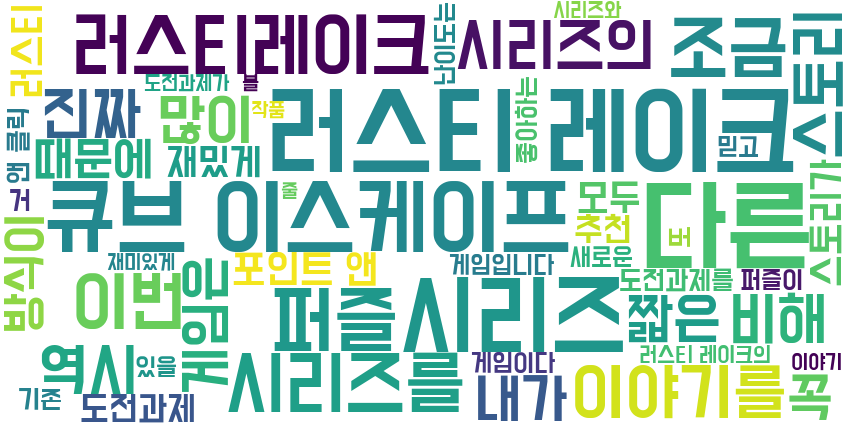 시리즈와
러스티레이크
시리즈의
조금
스토리
러스티
난이도는
도전과제가
볼
진짜
많이
작품
러스티 레이크
좋아하는
믿고
앤 클릭
때문에
재밌게
거
줄
큐브 이스케이프
모두
다른
또
추천
스토리가
방식이
재미있게
포인트 앤
게임입니다
새로운
도전과제를
퍼즐이
이번
게임은
퍼즐
시리즈
짧은
비해
역시
있을
시리즈를
게임이다
러스티 레이크의
이야기
기존
도전과제
내가
이야기를
꼭